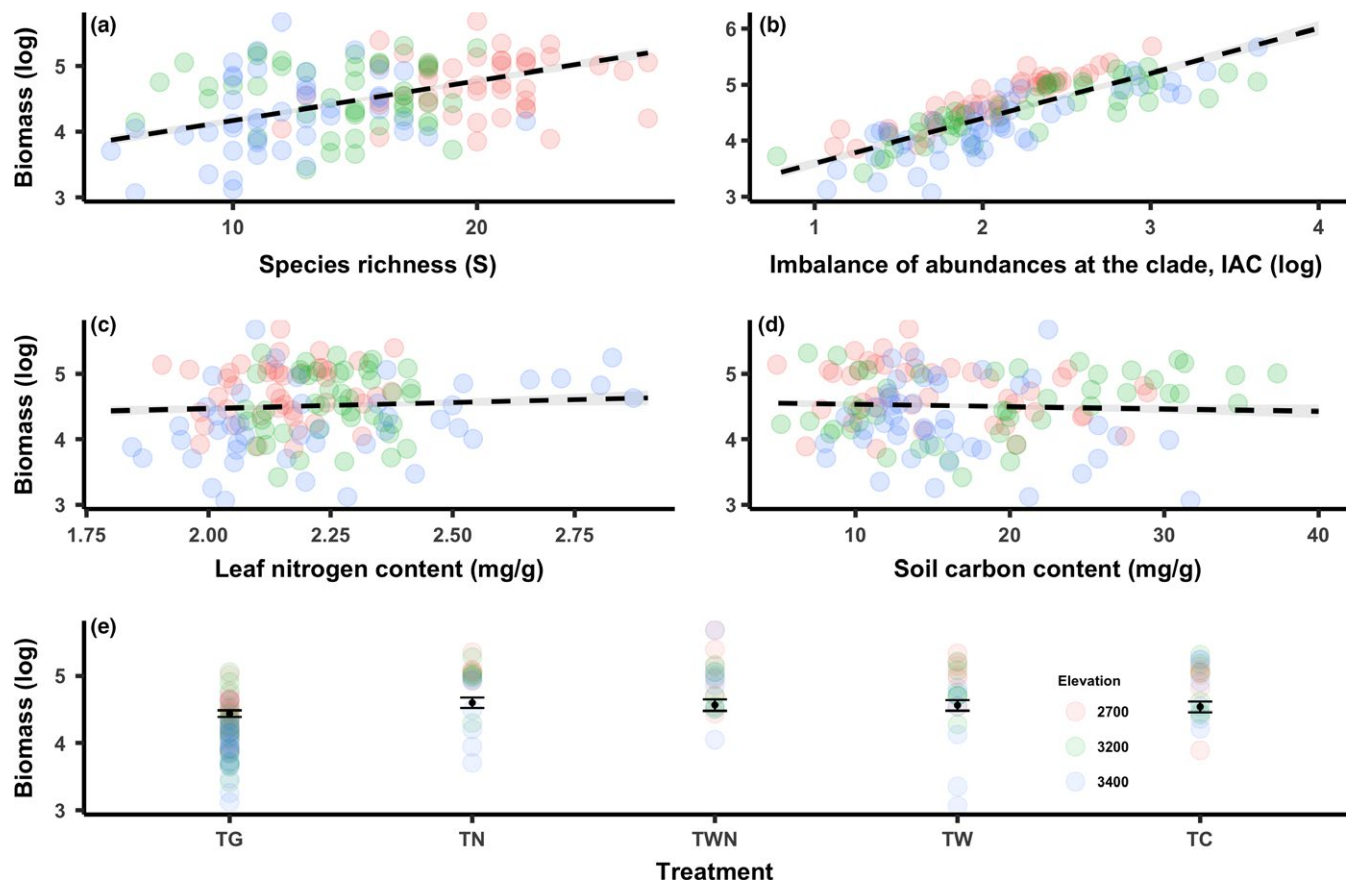 (a)
Biomass (log)
5
4
3
10 20
Species richness (S)
(b)
6
5
4
3
1 2 3 4
Imbalance of abundances at the clade, IAC (log)
(c)
Biomass (log)
5
4
3
1.75 2.00 2.25 2.50 2.75
Leaf nitrogen content (mg/g)
(d)
5
4
3
10 20 30 40
Soil carbon content (mg/g)
(e)
Biomass (log)
5
4
3
Elevation
2700
3200
3400
TG TN TWN TW TC
Treatment